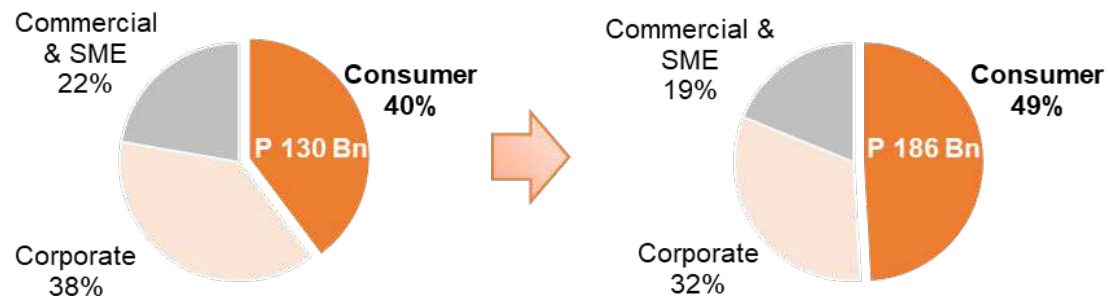 Commercial
& SME
22%
Consumer
40%
P 130 Bn
Corporate
38%
Commercial &
SME
19%
Consumer
49%
P 186 Bn
Corporate
32%